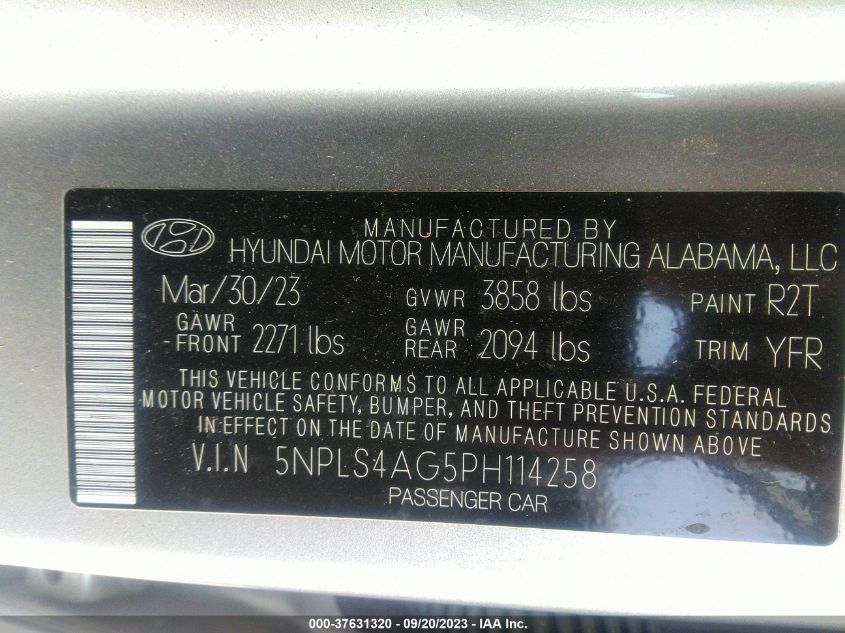 MANUFACTURED BY
HYUNDAI MOTOR MANUFACTURING ALABAMA, LLC
Mar/30/23 GVWR 3858 lbs PAINT R2T
GAWR FRONT 2271 lbs GAWR REAR 2094 lbs TRIM YFR
THIS VEHICLE CONFORMS TO ALL APPLICABLE U.S.A. FEDERAL
MOTOR VEHICLE SAFETY, BUMPER, AND THEFT PREVENTION STANDARDS
IN EFFECT ON THE DATE OF MANUFACTURE SHOWN ABOVE
V.I.N 5NPLS4AG5PH114258
PASSENGER CAR
000-37631320 - 09/20/2023 - IAA Inc.